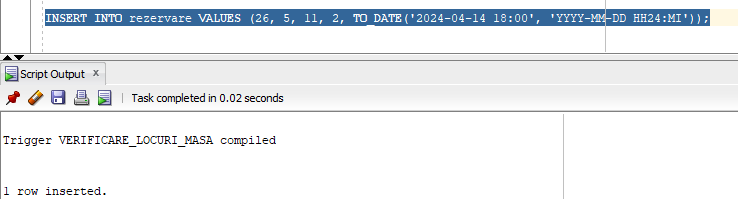 INSERT INTO rezervare VALUES (26, 5, 11, 2, TO_DATE('2024-04-14 18:00', 'YYYY-MM-DD HH24:MI'));
Script Output x
Task completed in 0.02 seconds
Trigger VERIFICARE_LOCURI_MASA compiled
1 row inserted.